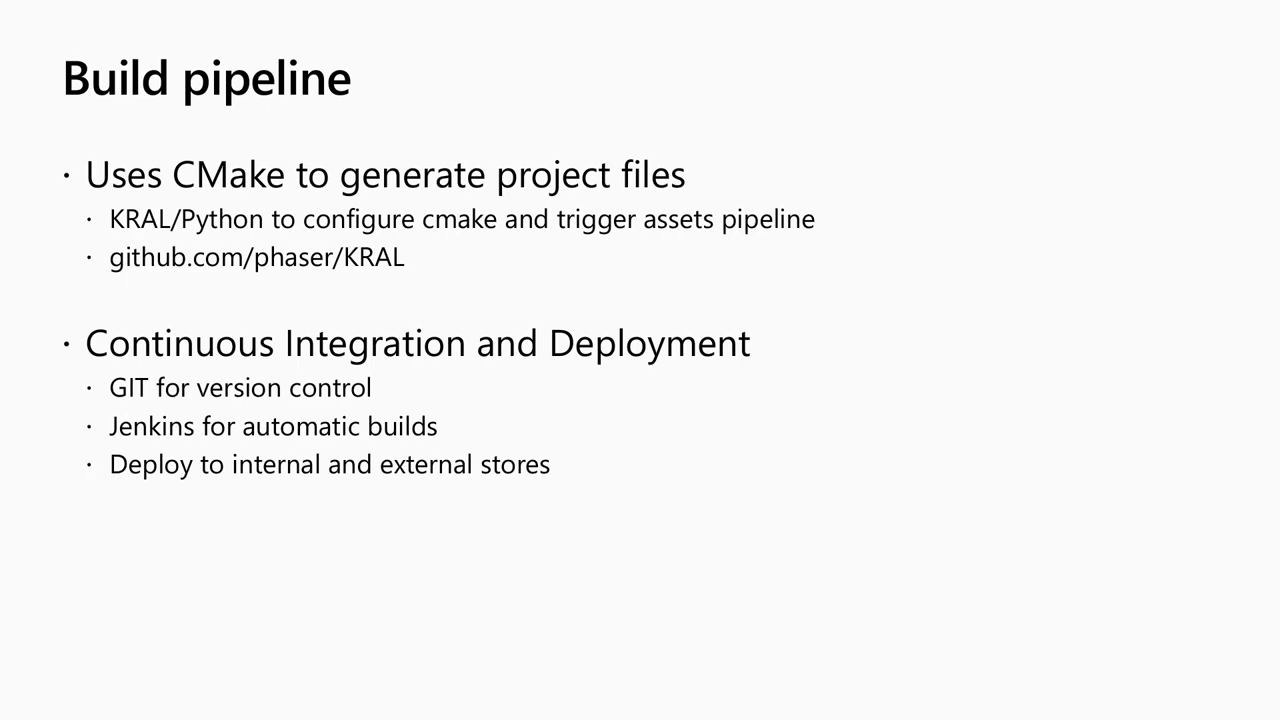 Build pipeline
· Uses CMake to generate project files
· KRAL/Python to configure cmake and trigger assets pipeline
· github.com/phaser/KRAL
· Continuous Integration and Deployment
· GIT for version control
· Jenkins for automatic builds
· Deploy to internal and external stores